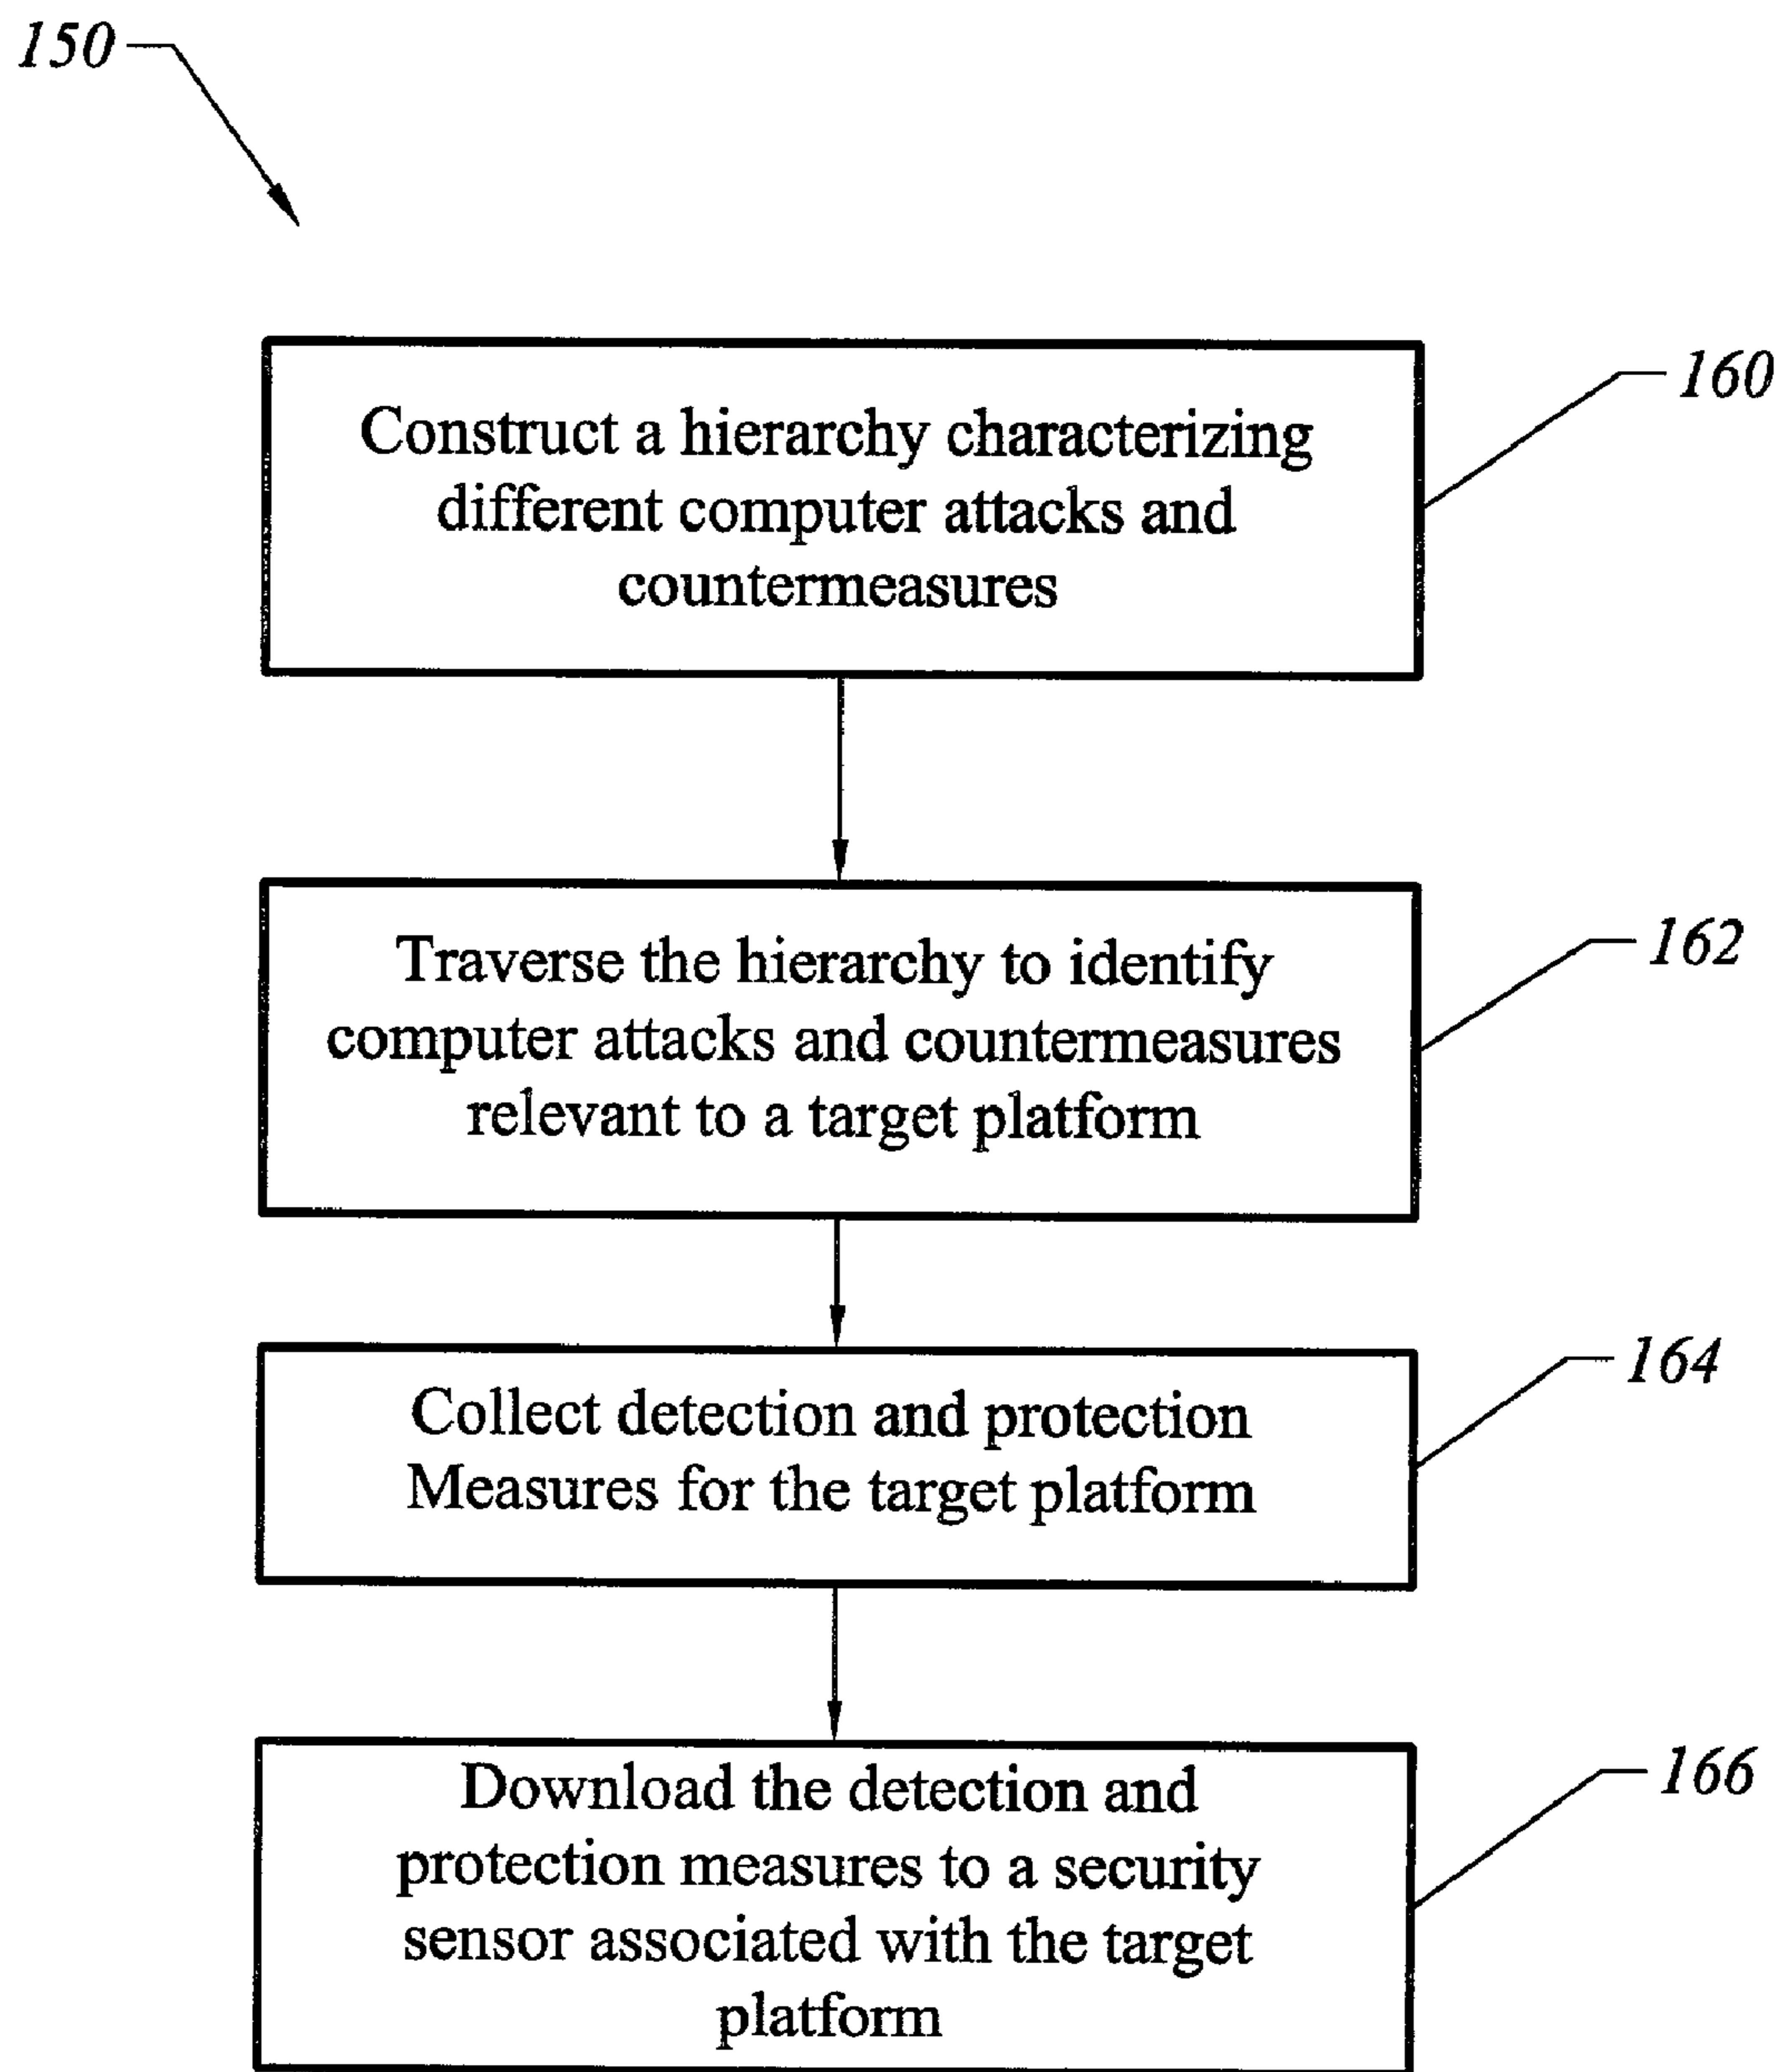 150
Construct a hierarchy characterizing
different computer attacks and
countermeasures
160
Traverse the hierarchy to identify
computer attacks and countermeasures
relevant to a target platform
162
Collect detection and protection
Measures for the target platform
164
Download the detection and
protection measures to a security
sensor associated with the target
platform
166